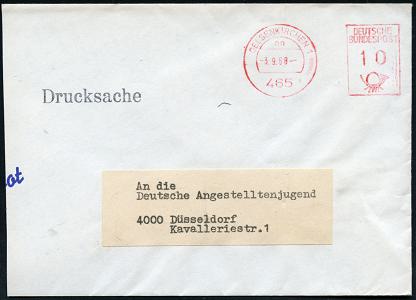 GELSENKIRCHEN 1
-3.9.68-
465
DEUTSCHE
BUNDESPOST
10
Drucksache
An die
Deutsche Angestelltenjugend
4000 Düsseldorf
Kavalleriestr.1